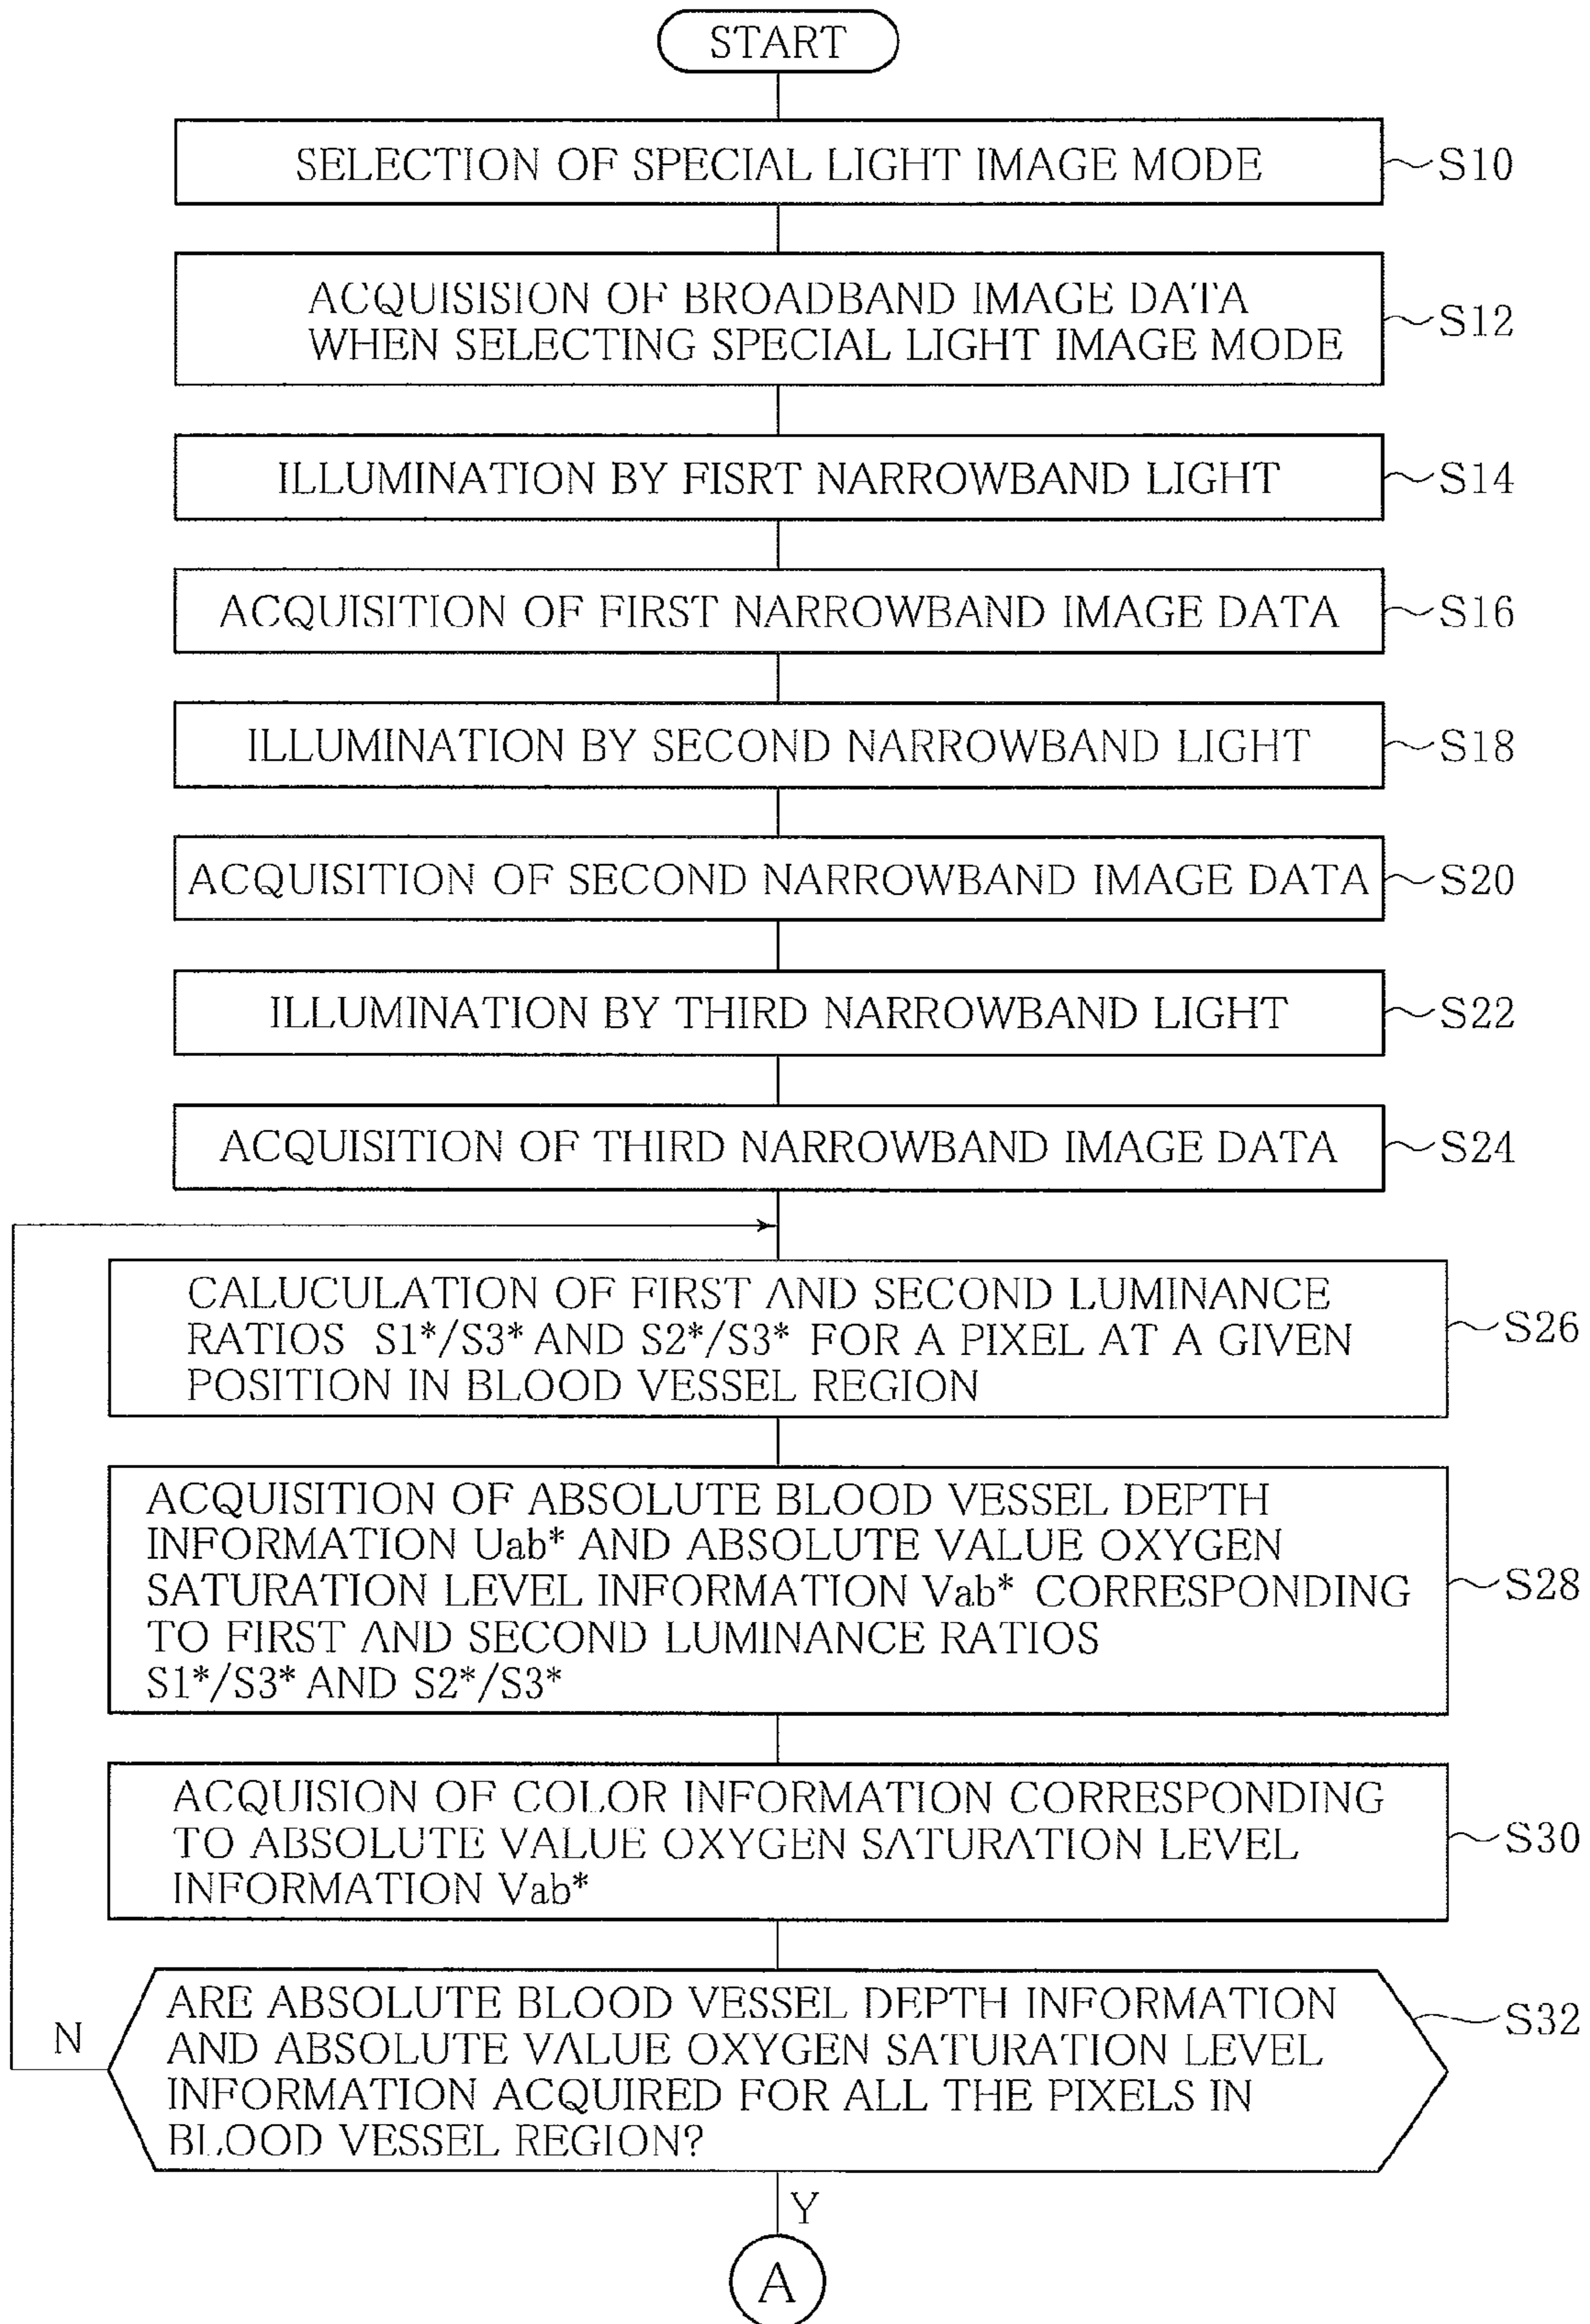 START
SELECTION OF SPECIAL LIGHT IMAGE MODE
S10
ACQUISISION OF BROADBAND IMAGE DATA
WHEN SELECTING SPECIAL LIGHT IMAGE MODE
S12
ILLUMINATION BY FISRT NARROWBAND LIGHT
S14
ACQUISITION OF FIRST NARROWBAND IMAGE DATA
S16
ILLUMINATION BY SECOND NARROWBAND LIGHT
S18
ACQUISITION OF SECOND NARROWBAND IMAGE DATA
S20
ILLUMINATION BY THIRD NARROWBAND LIGHT
S22
ACQUISITION OF THIRD NARROWBAND IMAGE DATA
S24
CALUCULATION OF FIRST AND SECOND LUMINANCE
RATIOS S1*/S3* AND S2*/S3* FOR A PIXEL AT A GIVEN
POSITION IN BLOOD VESSEL REGION
S26
ACQUISITION OF ABSOLUTE BLOOD VESSEL DEPTH
INFORMATION Uab* AND ABSOLUTE VALUE OXYGEN
SATURATION LEVEL INFORMATION Vab* CORRESPONDING
TO FIRST AND SECOND LUMINANCE RATIOS
S1*/S3* AND S2*/S3*
S28
ACQUISION OF COLOR INFORMATION CORRESPONDING
TO ABSOLUTE VALUE OXYGEN SATURATION LEVEL
INFORMATION Vab*
S30
ARE ABSOLUTE BLOOD VESSEL DEPTH INFORMATION
AND ABSOLUTE VALUE OXYGEN SATURATION LEVEL
INFORMATION ACQUIRED FOR ALL THE PIXELS IN
BLOOD VESSEL REGION?
S32
N
Y
A